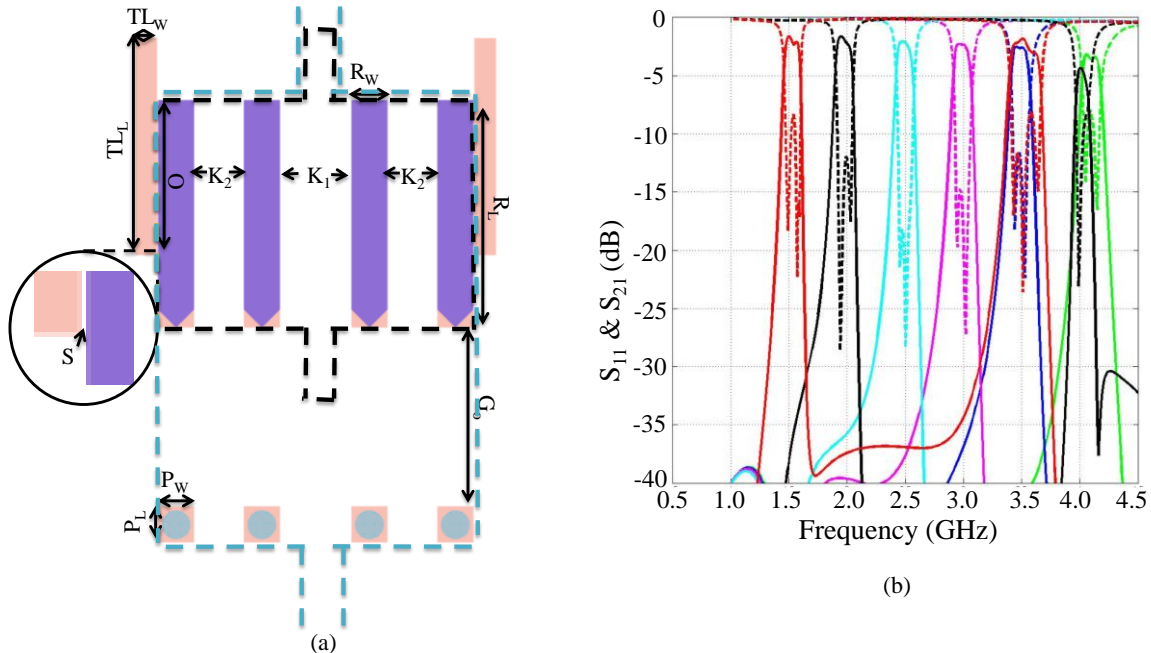 TL_W
R_W
TL_L
O
K_2
K_1
K_2
R_L
S
G_c
P_W
P_L
(a)
S_11 & S_21 (dB)
0
-5
-10
-15
-20
-25
-30
-35
-40
0.5 1.0 1.5 2.0 2.5 3.0 3.5 4.0 4.5
Frequency (GHz)
(b)